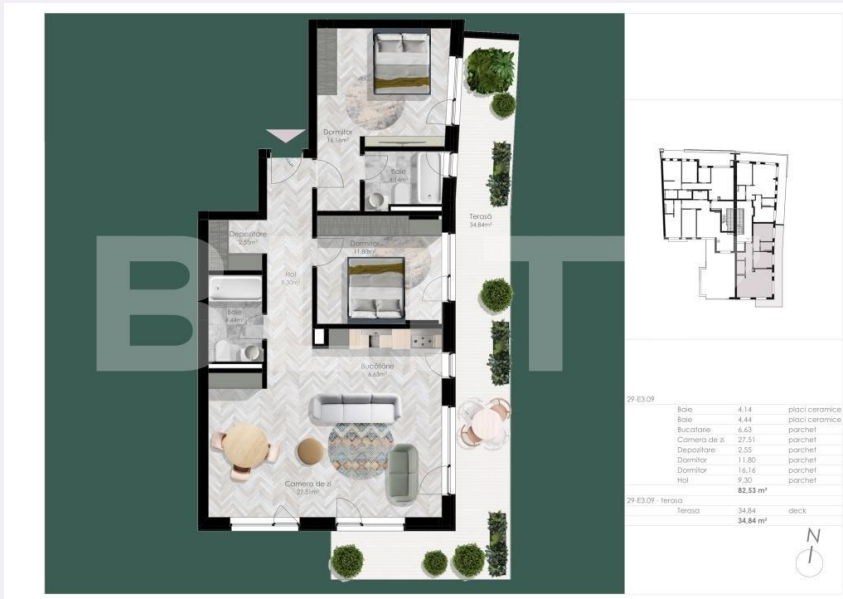 Dormitor
16.16m²
Baie
4.14m²
Terasă
34.84m²
Depozitare
2.55m²
Dormitor
11.80m²
Hol
9.30m²
Baie
4.44m²
Bucătărie
6.63m²
Camera de zi
27.51m²
29-E3.09
Baie 4,14 placi ceramice
Baie 4,44 placi ceramice
Bucatarie 6,63 parchet
Camera de zi 27,51 parchet
Depozitare 2,55 parchet
Dormitor 11,80 parchet
Dormitor 16,16 parchet
Hol 9,30 parchet
82,53 m²
29-E3.09 - terasa
Terasa 34,84 deck
34,84 m²
N